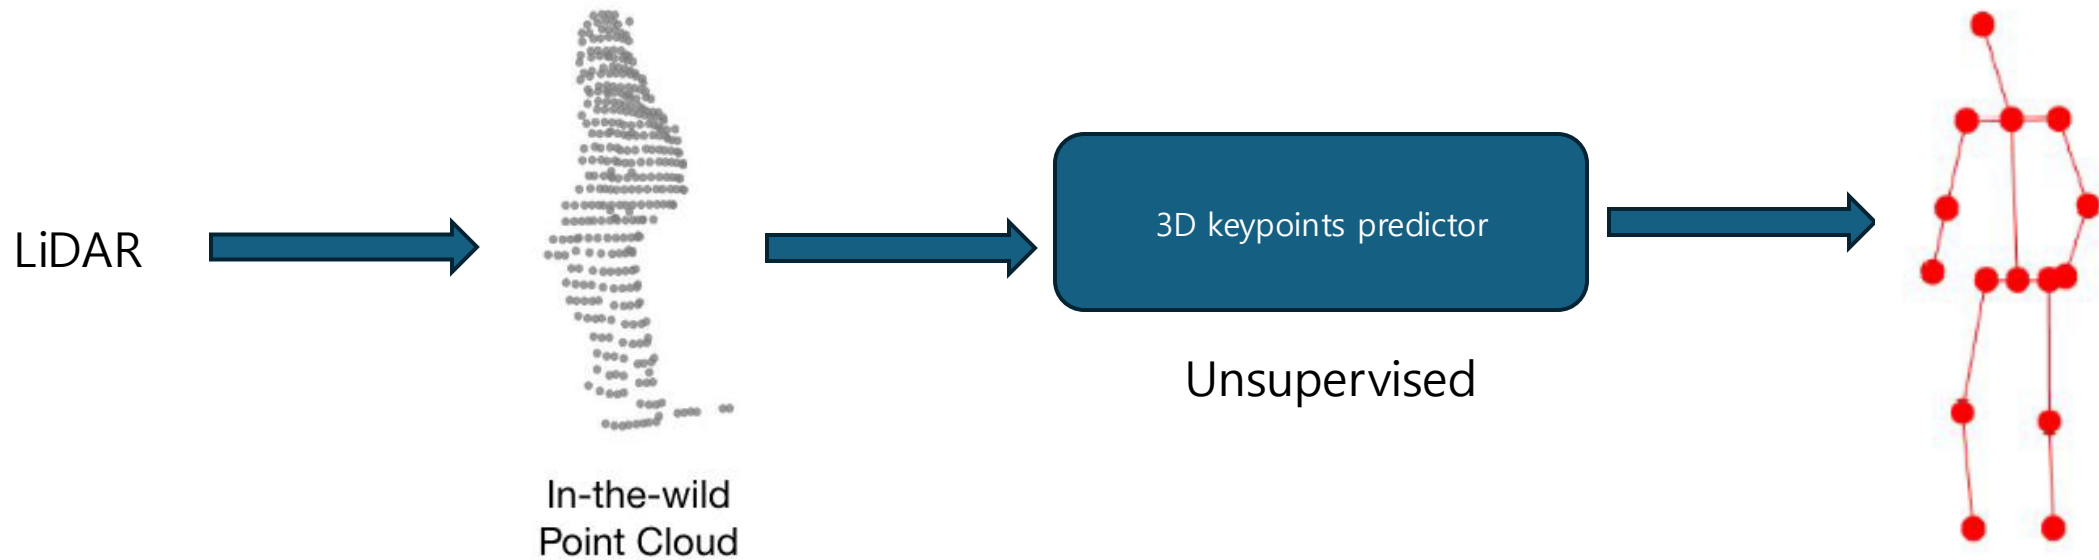 LiDAR
In-the-wild
Point Cloud
3D keypoints predictor
Unsupervised